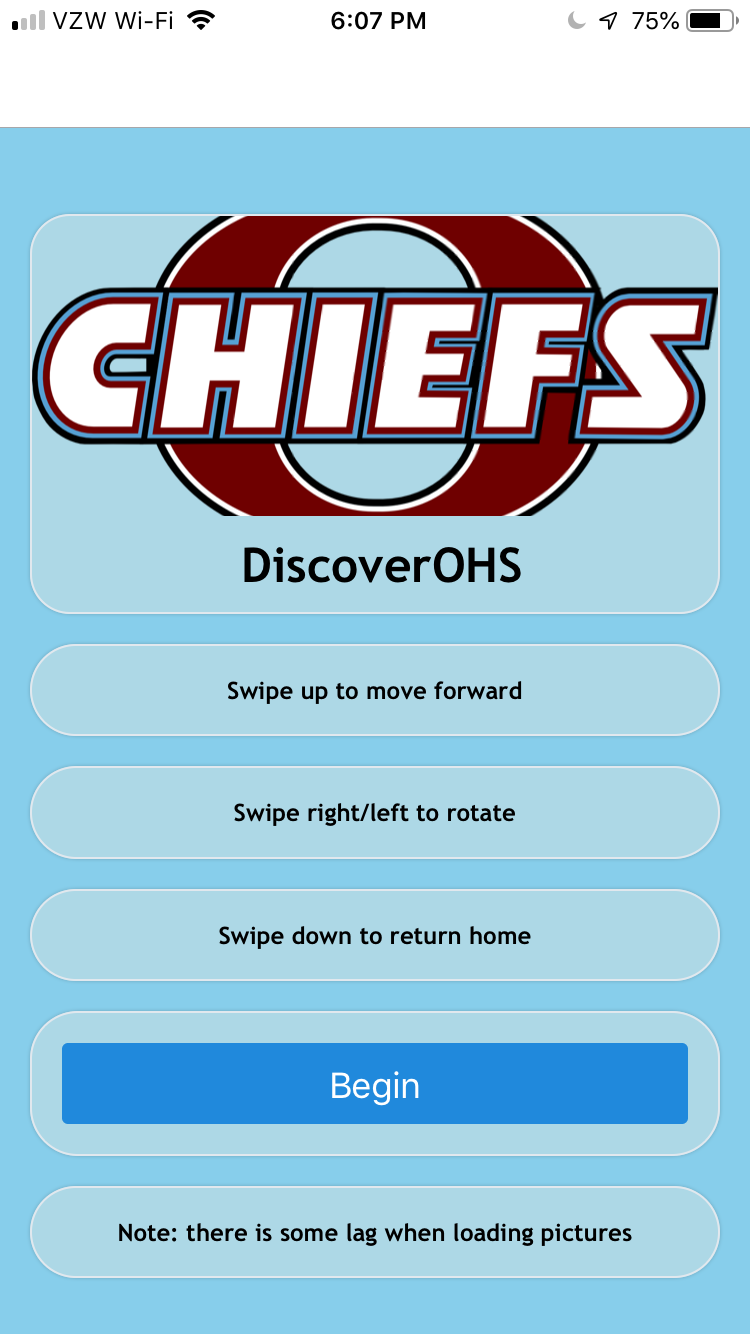 VZW Wi-Fi 6:07 PM 75%
CHIEFS
DiscoverOHS
Swipe up to move forward
Swipe right/left to rotate
Swipe down to return home
Begin
Note: there is some lag when loading pictures